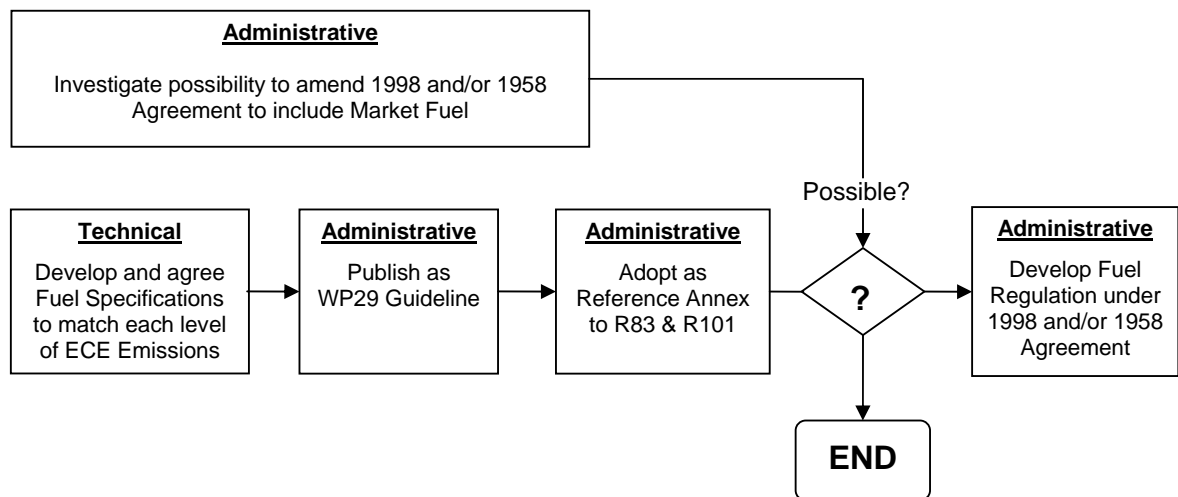 Administrative
Investigate possibility to amend 1998 and/or 1958
Agreement to include Market Fuel
Possible?
Technical
Develop and agree
Fuel Specifications
to match each level
of ECE Emissions
Administrative
Publish as
WP29 Guideline
Administrative
Adopt as
Reference Annex
to R83 & R101
?
Administrative
Develop Fuel
Regulation under
1998 and/or 1958
Agreement
END